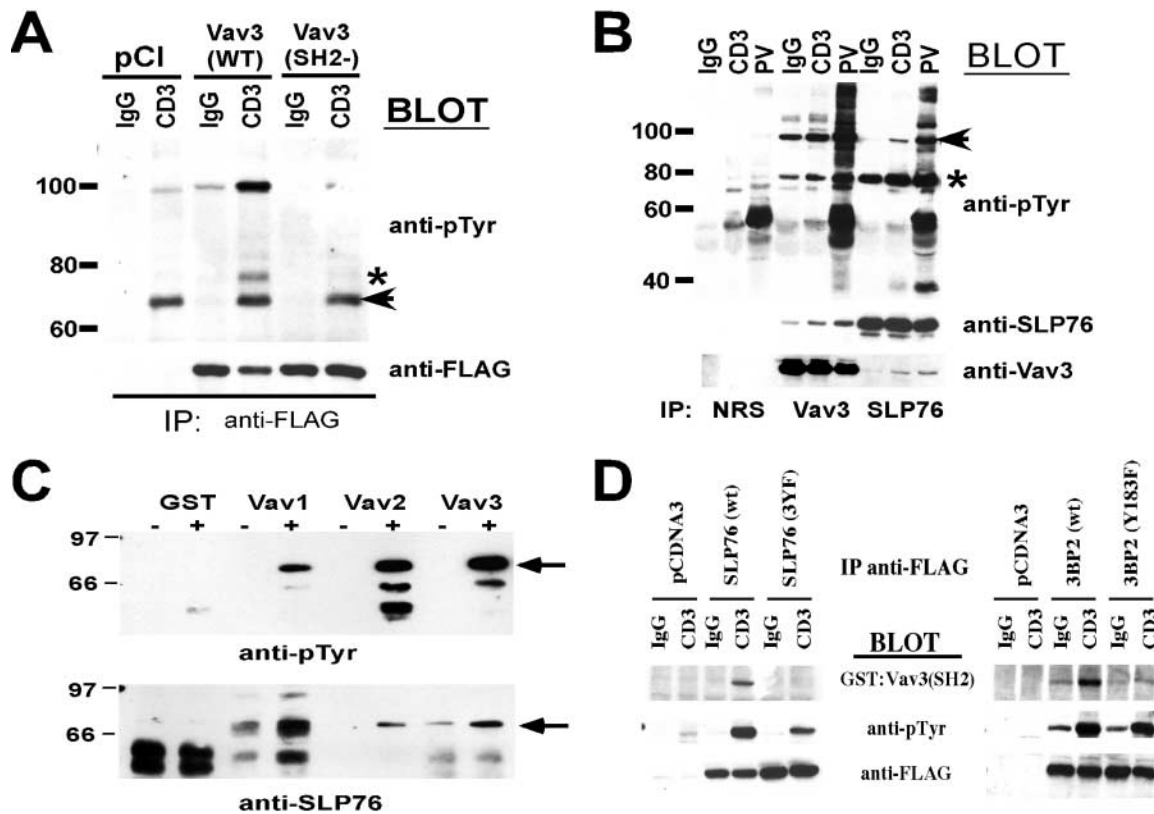 A
pCI
Vav3 (WT)
Vav3 (SH2-)
IgG CD3 IgG CD3 IgG CD3
BLOT
100
80
60
anti-pTyr
*
anti-FLAG
IP: anti-FLAG
B
IgG CD3 PV IgG CD3 PV IgG CD3 PV
BLOT
100
80
60
40
*
anti-pTyr
anti-SLP76
anti-Vav3
IP: NRS Vav3 SLP76
C
GST Vav1 Vav2 Vav3
- + - + - + - +
97
66
anti-pTyr
97
66
anti-SLP76
D
pCDNA3 SLP76 (wt) SLP76 (3YF)
IP anti-FLAG
pCDNA3 3BP2 (wt) 3BP2 (Y183F)
IgG CD3 IgG CD3 IgG CD3
BLOT
IgG CD3 IgG CD3 IgG CD3
GST:Vav3(SH2)
anti-pTyr
anti-FLAG